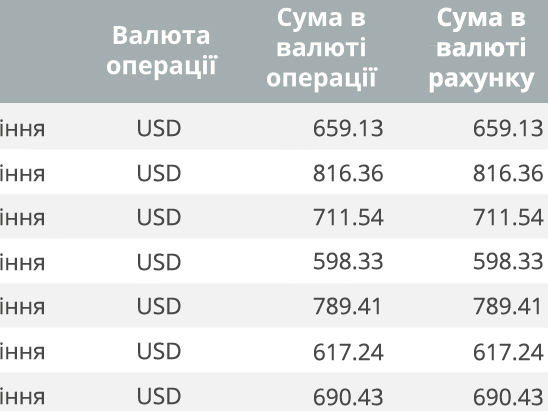 Валюта операції Сума в валюті операції Сума в валюті рахунку
іння USD 659.13 659.13
іння USD 816.36 816.36
іння USD 711.54 711.54
іння USD 598.33 598.33
іння USD 789.41 789.41
іння USD 617.24 617.24
іння USD 690.43 690.43